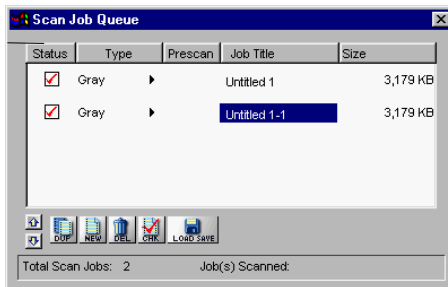 Scan Job Queue
Status Type Prescan Job Title Size
Gray Untitled 1 3,179 KB
Gray Untitled 1-1 3,179 KB
DUP NEW DEL CHK LOAD SAVE
Total Scan Jobs: 2 Job(s) Scanned: